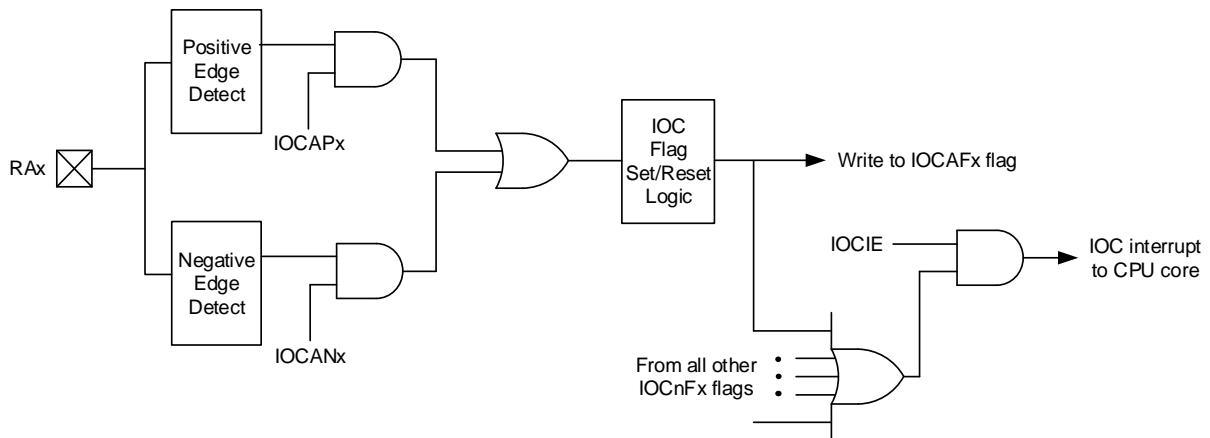 Positive
Edge
Detect
IOCAPx
RAx
Negative
Edge
Detect
IOCANx
IOC
Flag
Set/Reset
Logic
Write to IOCAFx flag
IOCIE
IOC interrupt
to CPU core
From all other
IOCnFx flags